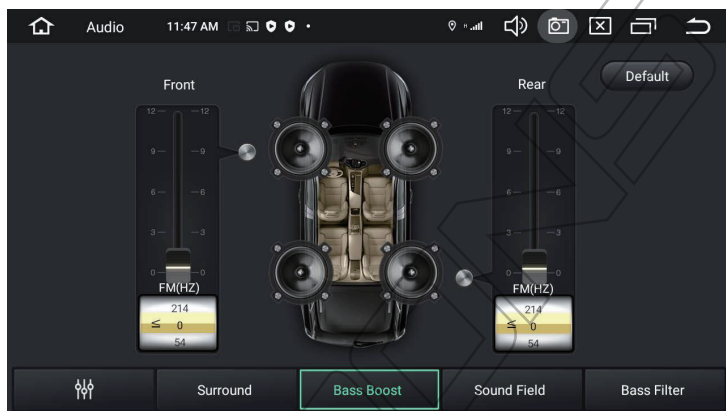 Audio 11:47 AM H
Front Rear Default
12 12 12 12
9 9 9 9
6 6 6 6
3 3 3 3
0 0 0 0
FM(HZ) FM(HZ)
214 214
≤ 0 ≤ 0
54 54
Surround Bass Boost Sound Field Bass Filter